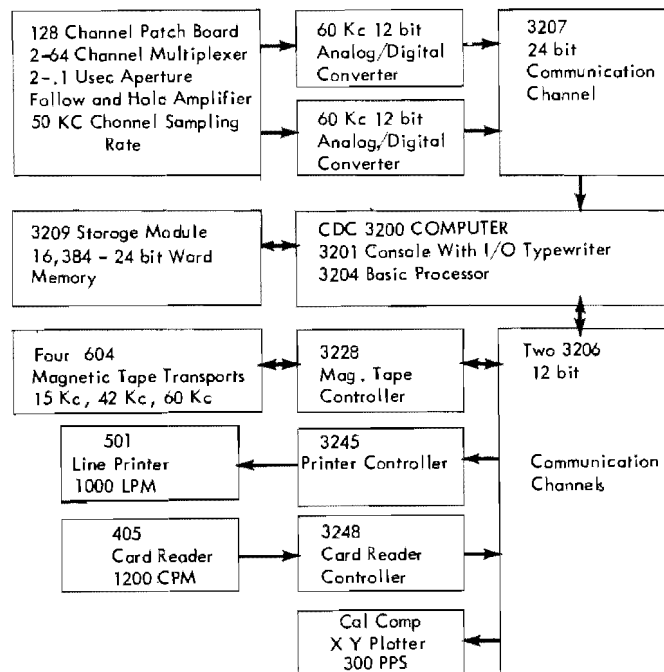 128 Channel Patch Board
2-64 Channel Multiplexer
2-.1 Usec Aperture
Follow and Hold Amplifier
50 KC Channel Sampling
Rate
60 Kc 12 bit
Analog/Digital
Converter
60 Kc 12 bit
Analog/Digital
Converter
3207
24 bit
Communication
Channel
3209 Storage Module
16,384 - 24 bit Word
Memory
CDC 3200 COMPUTER
3201 Console With I/O Typewriter
3204 Basic Processor
Four 604
Magnetic Tape Transports
15 Kc, 42 Kc, 60 Kc
3228
Mag. Tape
Controller
Two 3206
12 bit
Communication
Channels
501
Line Printer
1000 LPM
3245
Printer Controller
405
Card Reader
1200 CPM
3248
Card Reader
Controller
Cal Comp
X Y Plotter
300 PPS